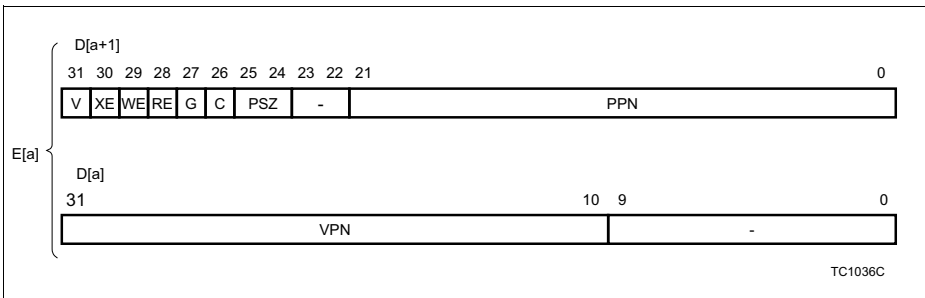 D[a+1]
31 30 29 28 27 26 25 24 23 22 21 0
V XE WE RE G C PSZ - PPN
E[a]
D[a]
31 10 9 0
VPN -
TC1036C